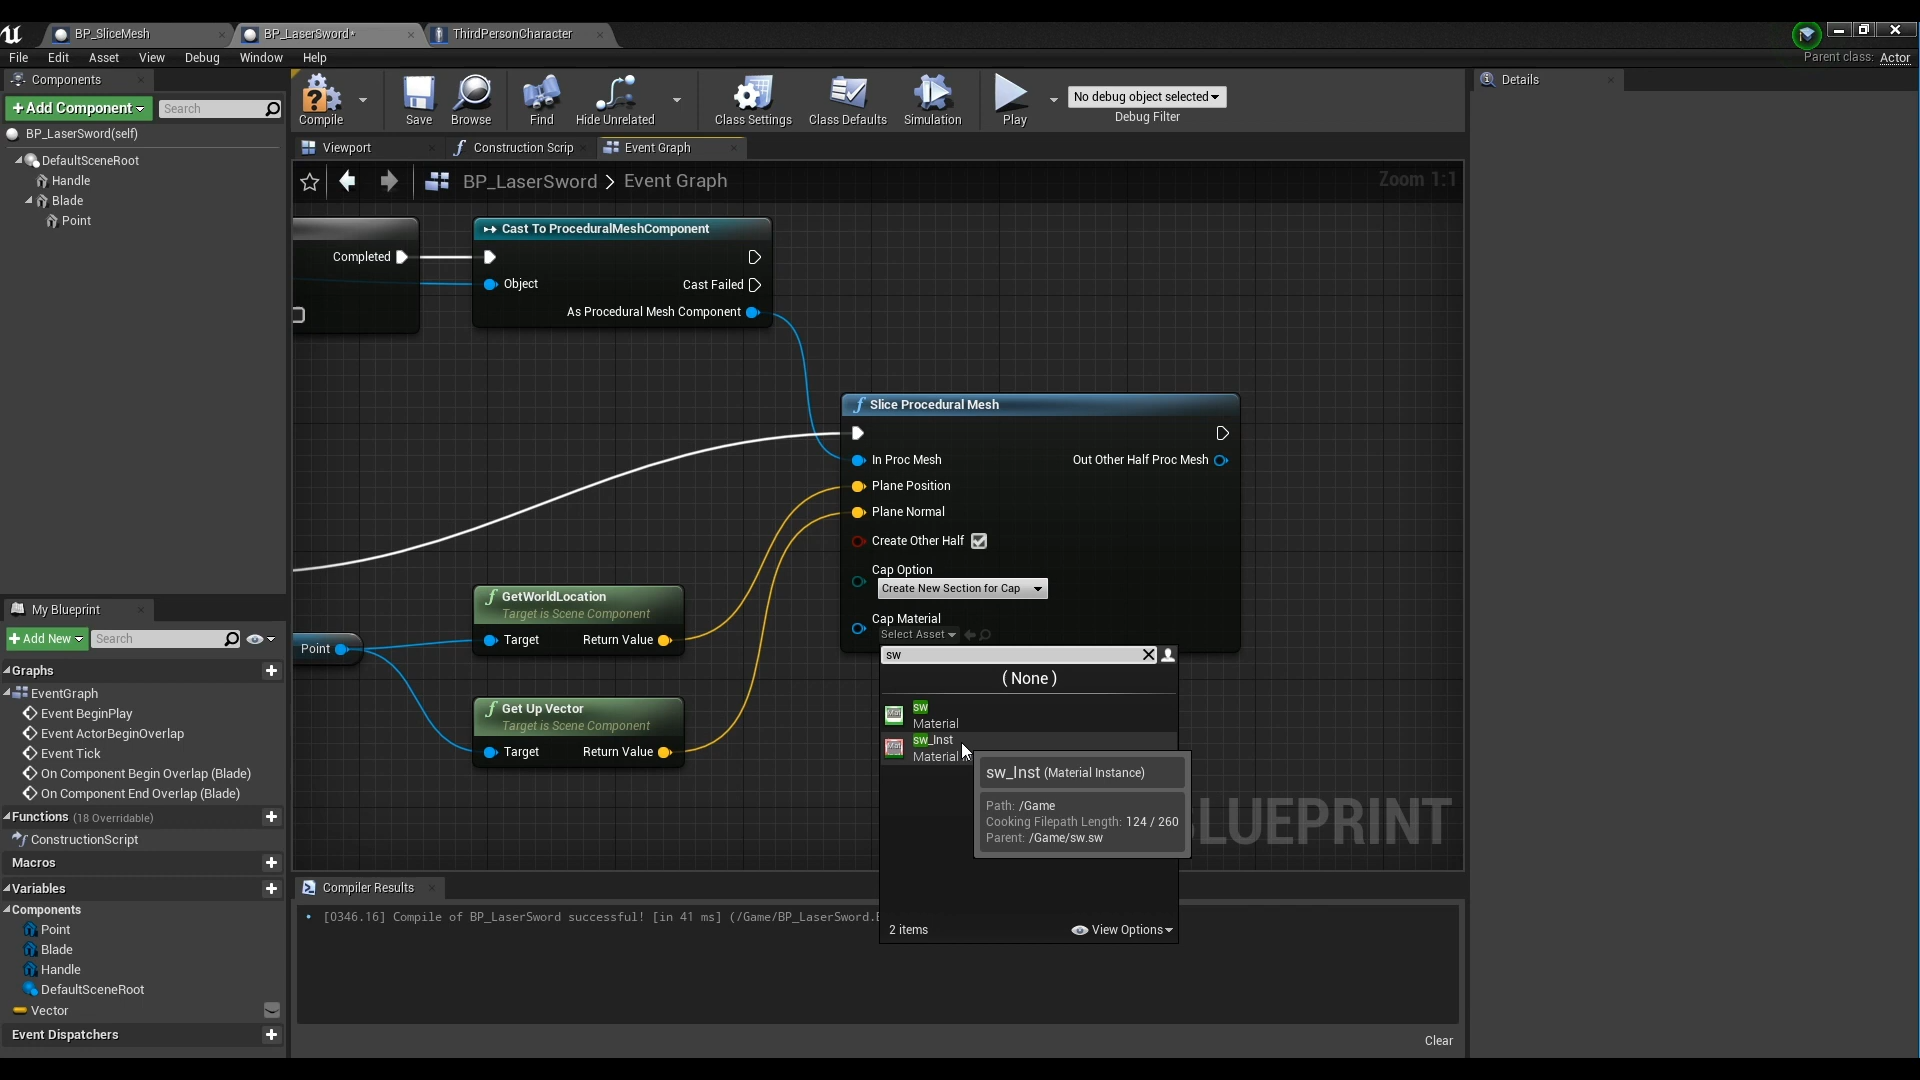 BP_SliceMesh
BP_LaserSword*
ThirdPersonCharacter
File Edit Asset View Debug Window Help
Parent class: Actor
Components
+Add Component
Search
BP_LaserSword(self)
DefaultSceneRoot
Handle
Blade
Point
Compile
Save
Browse
Find
Hide Unrelated
Class Settings
Class Defaults
Simulation
Play
No debug object selected
Debug Filter
Details
Viewport
Construction Scrip
Event Graph
BP_LaserSword > Event Graph
Zoom 1:1
Completed
Cast To ProceduralMeshComponent
Object
Cast Failed
As Procedural Mesh Component
Slice Procedural Mesh
In Proc Mesh
Out Other Half Proc Mesh
Plane Position
Plane Normal
Create Other Half
Cap Option
Create New Section for Cap
Cap Material
Select Asset
GetWorldLocation
Target is Scene Component
Target
Return Value
Point
Get Up Vector
Target is Scene Component
Target
Return Value
sw
( None )
sw
Material
sw_Inst
Material
sw_Inst (Material Instance)
Path: /Game
Cooking Filepath Length: 124 / 260
Parent: /Game/sw.sw
2 items
View Options
LUEPRINT
My Blueprint
+Add New
Search
Graphs
EventGraph
Event BeginPlay
Event ActorBeginOverlap
Event Tick
On Component Begin Overlap (Blade)
On Component End Overlap (Blade)
Functions (18 Overridable)
ConstructionScript
Macros
Variables
Components
Point
Blade
Handle
DefaultSceneRoot
Vector
Event Dispatchers
Compiler Results
[0346.16] Compile of BP_LaserSword successful! [in 41 ms] (/Game/BP_LaserSword.
Clear